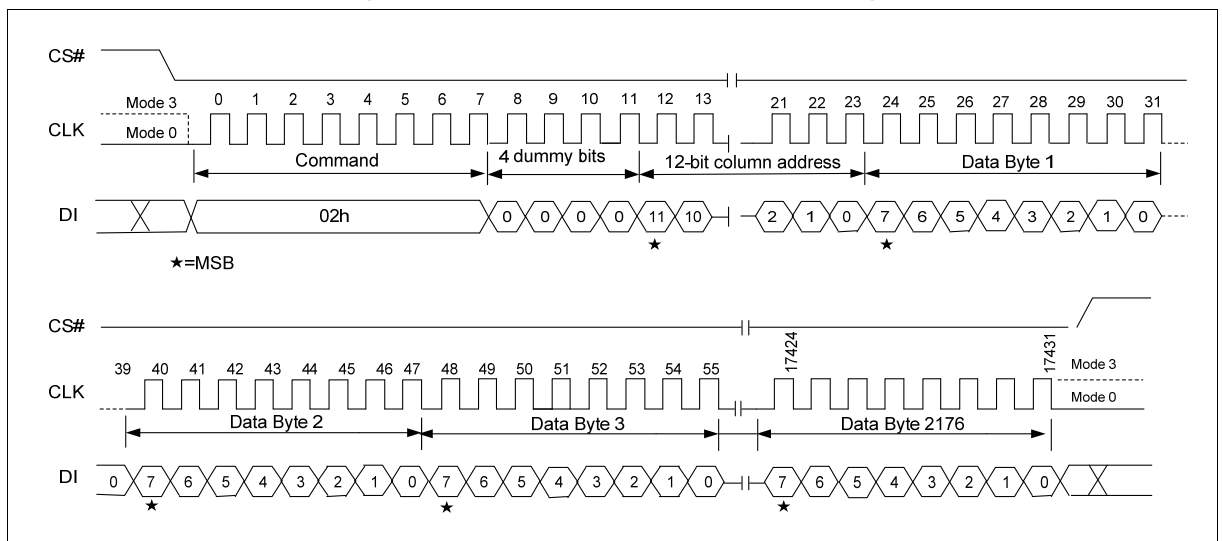 CS#
Mode 3
0 1 2 3 4 5 6 7 8 9 10 11 12 13 21 22 23 24 25 26 27 28 29 30 31
CLK
Mode 0
Command 4 dummy bits 12-bit column address Data Byte 1
DI 02h 0 0 0 0 11 10 2 1 0 7 6 5 4 3 2 1 0
★ ★
★=MSB
CS#
39 40 41 42 43 44 45 46 47 48 49 50 51 52 53 54 55 17424 17431
Mode 3
CLK
Mode 0
Data Byte 2 Data Byte 3 Data Byte 2176
DI 0 7 6 5 4 3 2 1 0 7 6 5 4 3 2 1 0 7 6 5 4 3 2 1 0
★ ★ ★